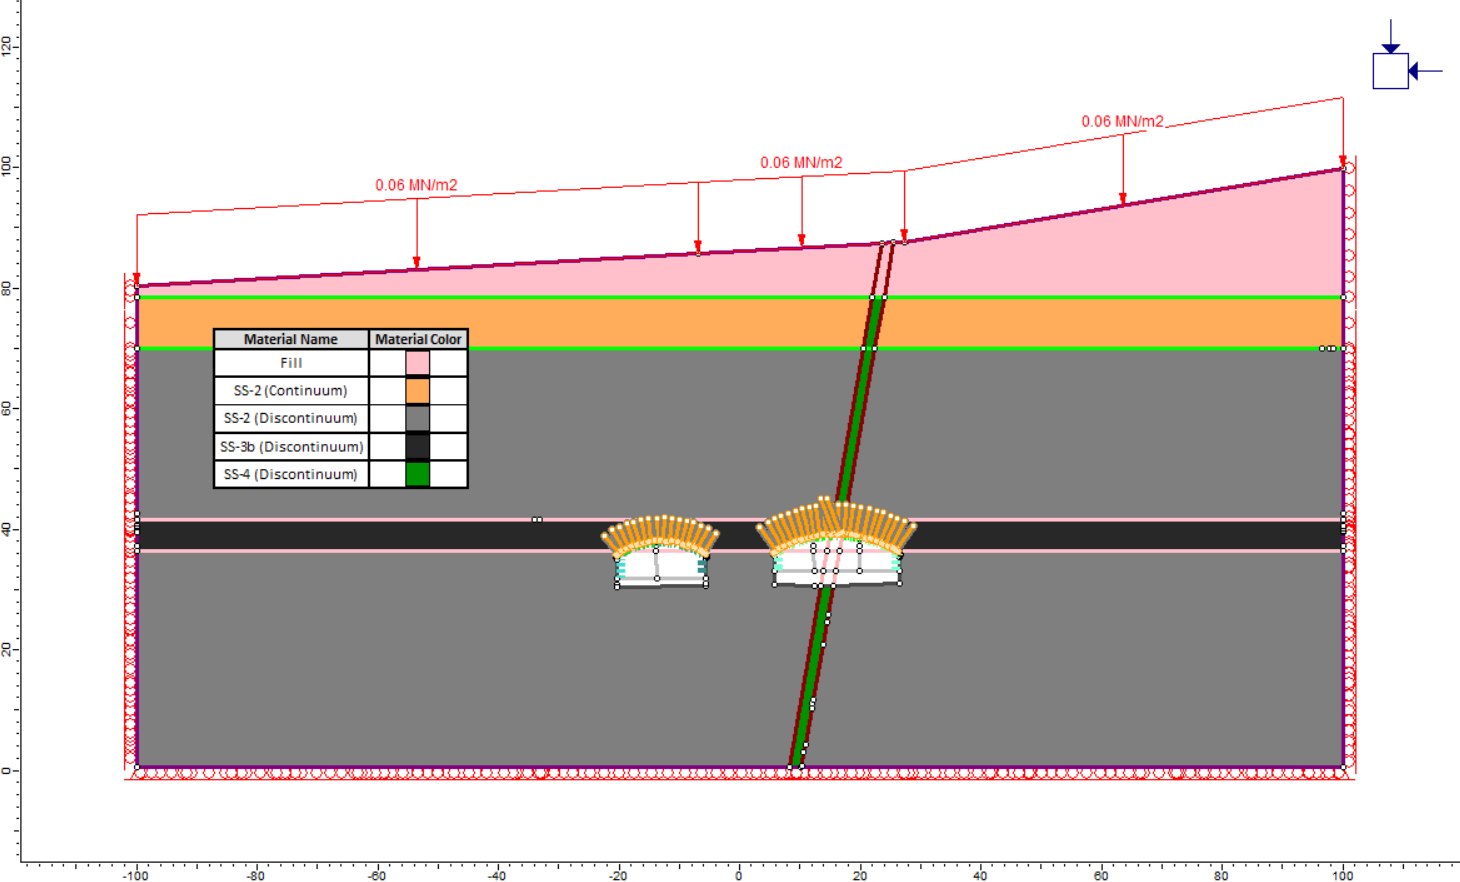 120
0.06 MN/m2
0.06 MN/m2
0.06 MN/m2
100
80
Material Name Material Color
Fill
SS-2 (Continuum)
SS-2 (Discontinuum)
SS-3b (Discontinuum)
SS-4 (Discontinuum)
60
40
20
0
-100 -80 -60 -40 -20 0 20 40 60 80 100